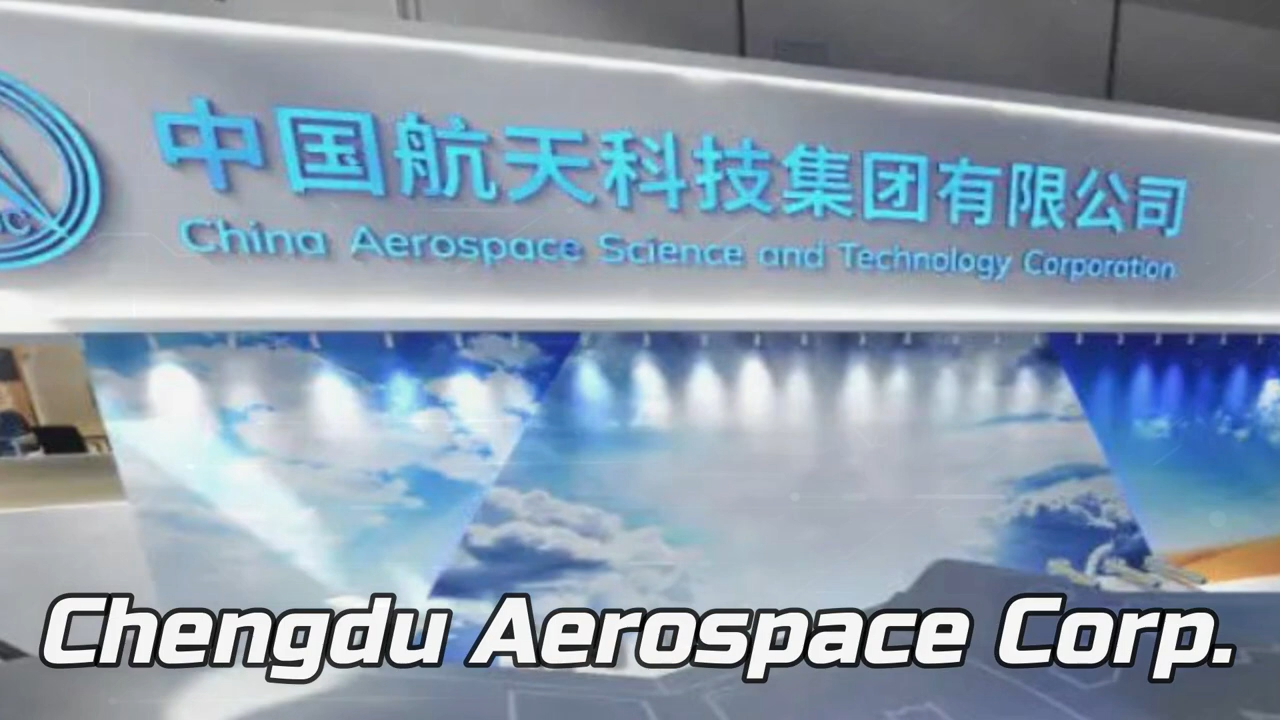 中国航天科技集团有限公司
China Aerospace Science and Technology Corporation
Chengdu Aerospace Corp.